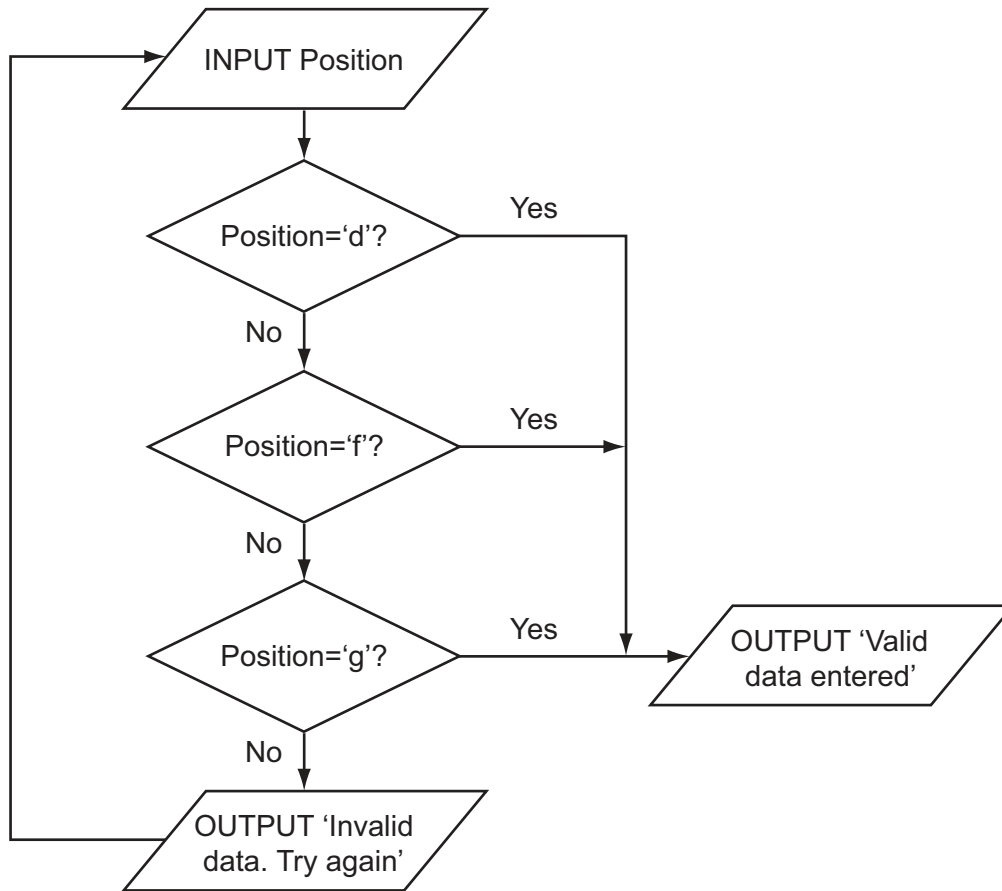 INPUT Position
Position=‘d’?
Yes
No
Position=‘f’?
Yes
No
Position=‘g’?
Yes
OUTPUT ‘Valid
data entered’
No
OUTPUT ‘Invalid
data. Try again’